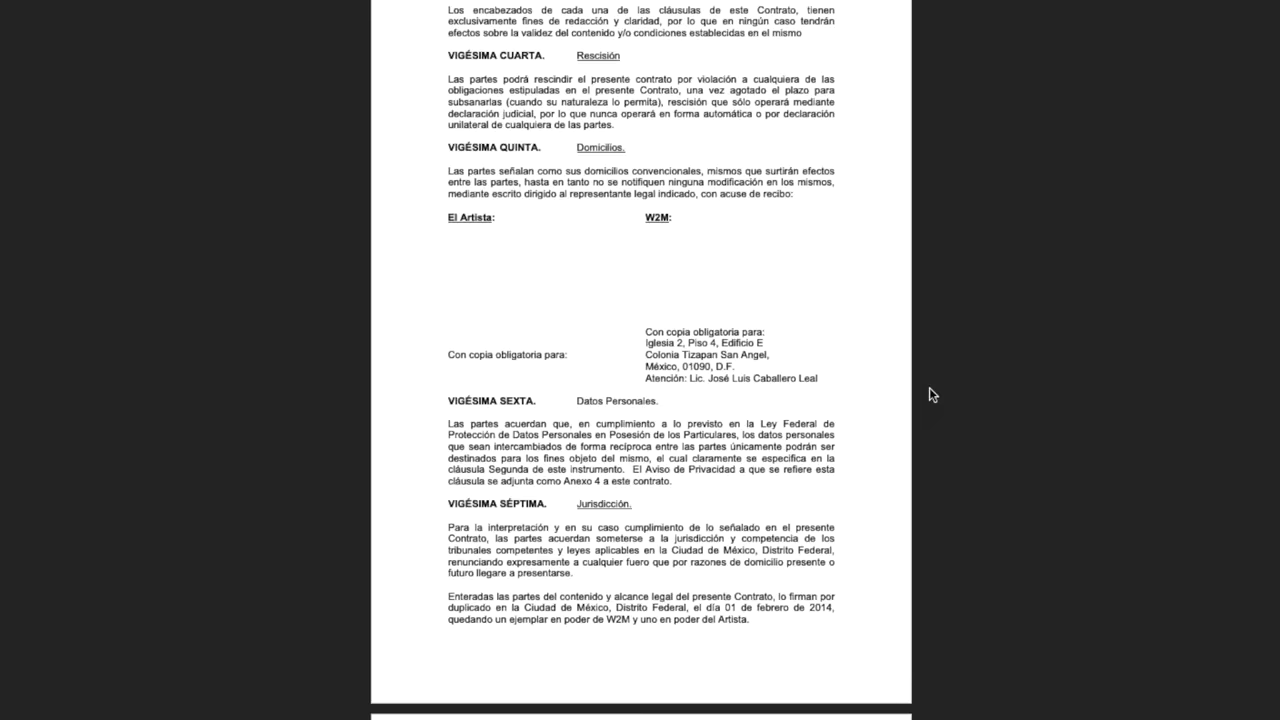 Los encabezados de cada una de las cláusulas de este Contrato, tienen
exclusivamente fines de redacción y claridad, por lo que en ningún caso tendrán
efectos sobre la validez del contenido y/o condiciones establecidas en el mismo
VIGÉSIMA CUARTA. Rescisión
Las partes podrá rescindir el presente contrato por violación a cualquiera de las
obligaciones estipuladas en el presente Contrato, una vez agotado el plazo para
subsanarlas (cuando su naturaleza lo permita), rescisión que sólo operará mediante
declaración judicial, por lo que nunca operará en forma automática o por declaración
unilateral de cualquiera de las partes.
VIGÉSIMA QUINTA. Domicilios.
Las partes señalan como sus domicilios convencionales, mismos que surtirán efectos
entre las partes, hasta en tanto no se notifiquen ninguna modificación en los mismos,
mediante escrito dirigido al representante legal indicado, con acuse de recibo:
El Artista: W2M:
Con copia obligatoria para:
Iglesia 2, Piso 4, Edificio E
Con copia obligatoria para: Colonia Tizapan San Angel,
México, 01090, D.F.
Atención: Lic. José Luis Caballero Leal
VIGÉSIMA SEXTA. Datos Personales.
Las partes acuerdan que, en cumplimiento a lo previsto en la Ley Federal de
Protección de Datos Personales en Posesión de los Particulares, los datos personales
que sean intercambiados de forma recíproca entre las partes únicamente podrán ser
destinados para los fines objeto del mismo, el cual claramente se especifica en la
cláusula Segunda de este instrumento. El Aviso de Privacidad a que se refiere esta
cláusula se adjunta como Anexo 4 a este contrato.
VIGÉSIMA SÉPTIMA. Jurisdicción.
Para la interpretación y en su caso cumplimiento de lo señalado en el presente
Contrato, las partes acuerdan someterse a la jurisdicción y competencia de los
tribunales competentes y leyes aplicables en la Ciudad de México, Distrito Federal,
renunciando expresamente a cualquier fuero que por razones de domicilio presente o
futuro llegare a presentarse.
Enteradas las partes del contenido y alcance legal del presente Contrato, lo firman por
duplicado en la Ciudad de México, Distrito Federal, el día 01 de febrero de 2014,
quedando un ejemplar en poder de W2M y uno en poder del Artista.